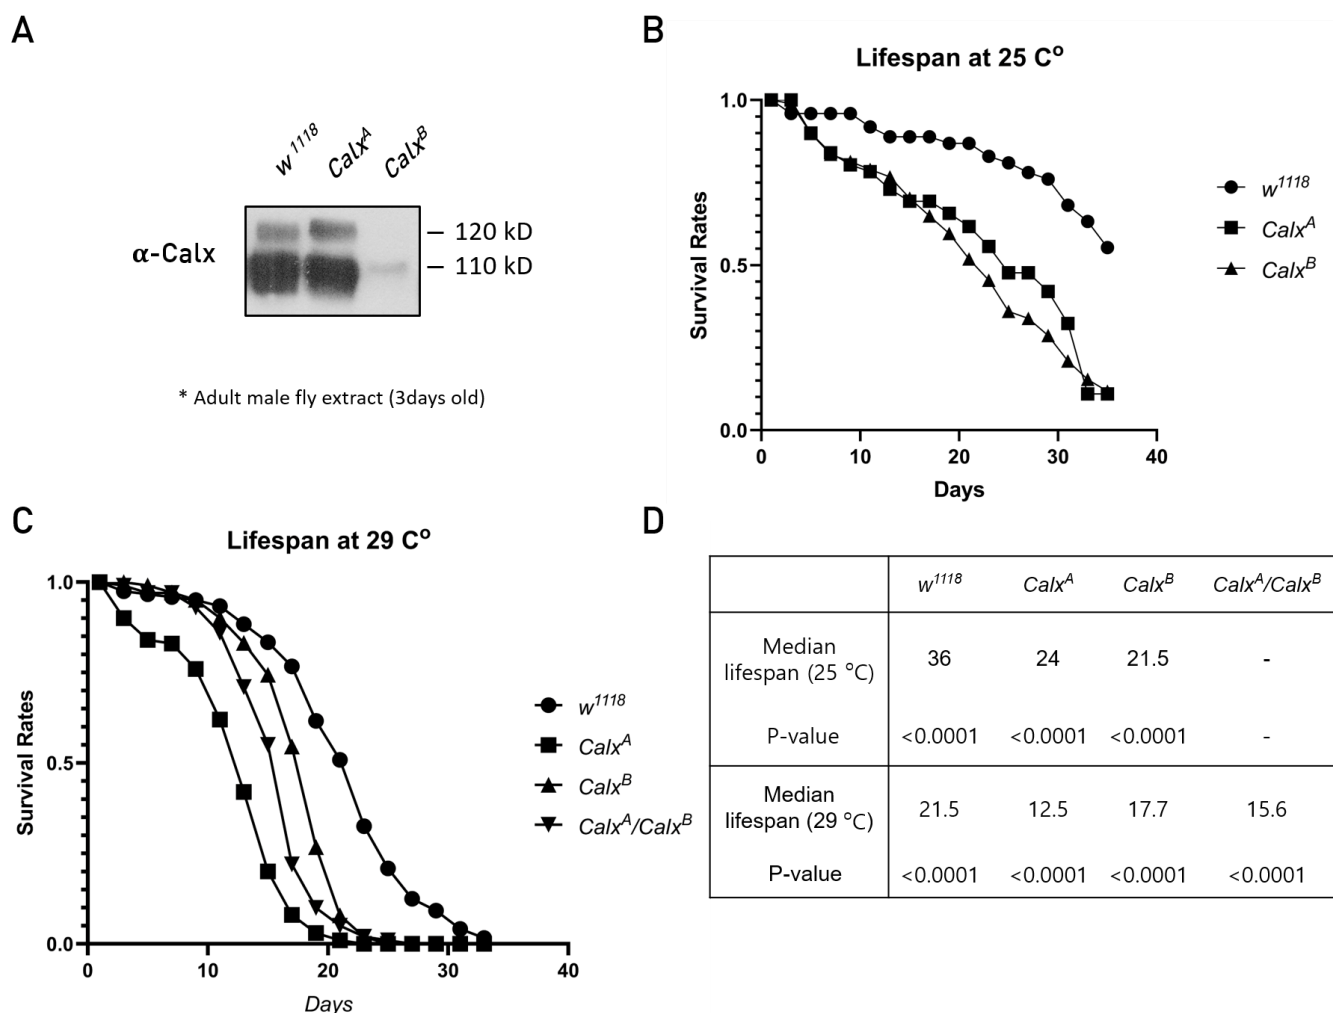 A
w1118
CalxA
CalxB
α-Calx
– 120 kD
– 110 kD
* Adult male fly extract (3days old)
B
Lifespan at 25 Cº
Survival Rates
1.0
0.5
0.0
0
10
20
30
40
Days
w1118
CalxA
CalxB
C
Lifespan at 29 Cº
Survival Rates
1.0
0.5
0.0
0
10
20
30
40
Days
w1118
CalxA
CalxB
CalxA/CalxB
D
w1118 CalxA CalxB CalxA/CalxB
Median
lifespan (25 ℃) 36 24 21.5 -
P-value <0.0001 <0.0001 <0.0001 -
Median
lifespan (29 ℃) 21.5 12.5 17.7 15.6
P-value <0.0001 <0.0001 <0.0001 <0.0001